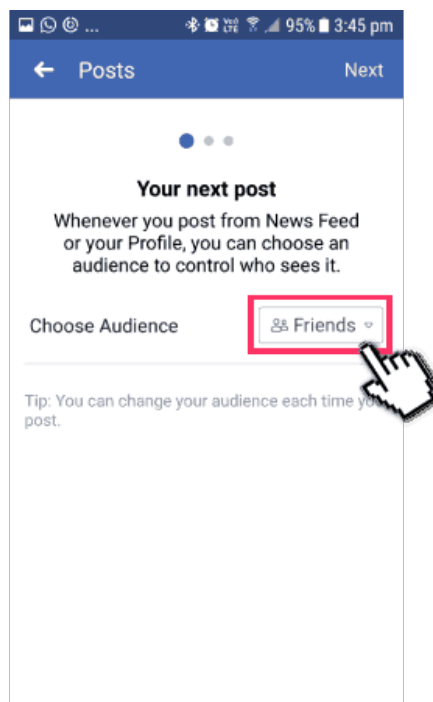 ... 95% 3:45 pm
Posts Next
Your next post
Whenever you post from News Feed
or your Profile, you can choose an
audience to control who sees it.
Choose Audience Friends
Tip: You can change your audience each time
post.